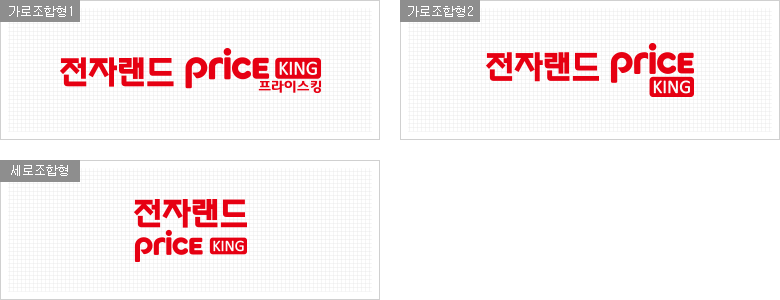 가로조합형1
전자랜드 price KING
프라이스킹
가로조합형2
전자랜드 price
KING
세로조합형
전자랜드
price KING